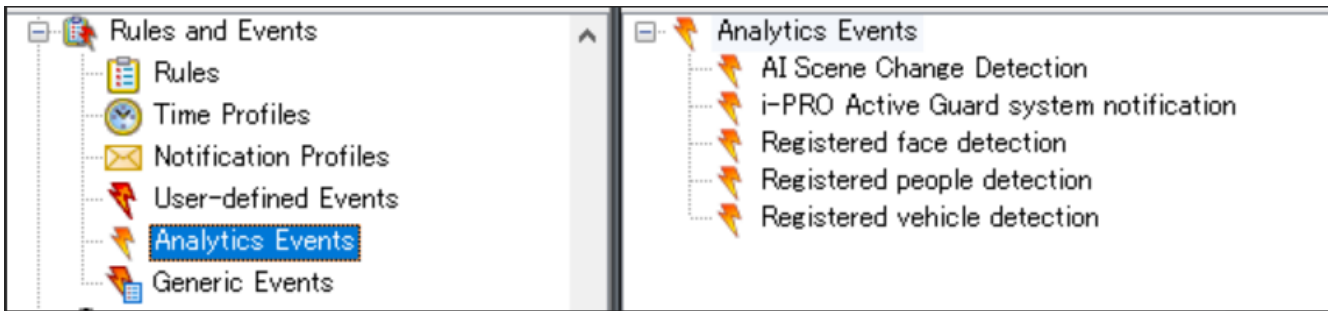 Rules and Events
Rules
Time Profiles
Notification Profiles
User-defined Events
Analytics Events
Generic Events
Analytics Events
AI Scene Change Detection
i-PRO Active Guard system notification
Registered face detection
Registered people detection
Registered vehicle detection